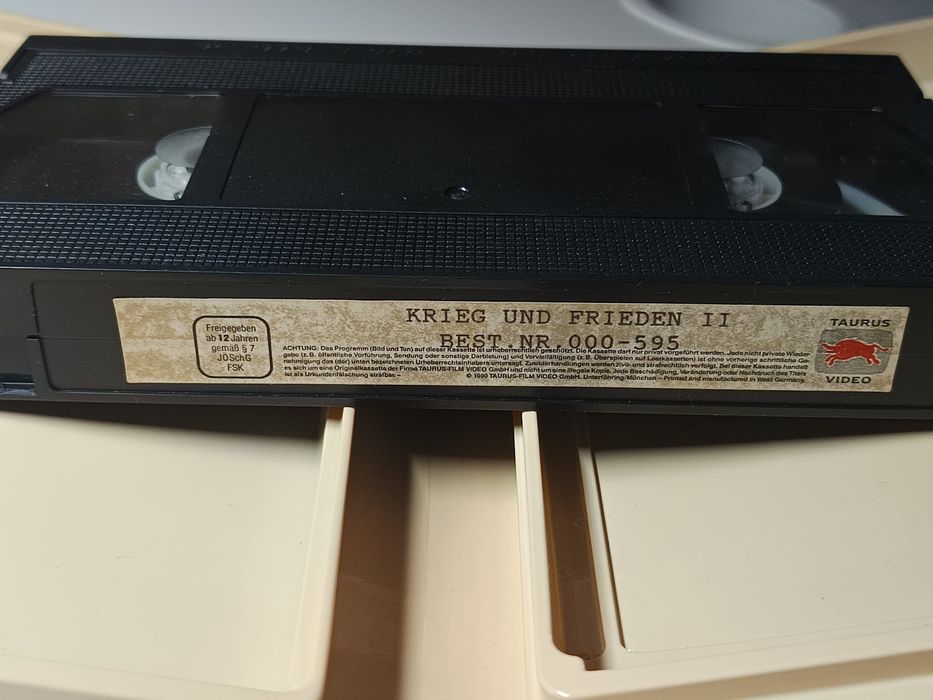 KRIEG UND FRIEDEN II
BEST NR.000-595
Freigegeben
ab 12 Jahren
gemäß § 7
JÖSchG
FSK
ACHTUNG: Das Programm (Bild und Ton) auf dieser Kassette ist urheberrechtlich geschützt. Die Kassette darf nur privat vorgeführt werden. Jede nicht private Wieder-
gabe (z.B. öffentliche Vorführung, Sendung oder sonstige Darbietung) und Vervielfältigung (z.B. Überspielen auf Leerkassetten) ist ohne vorherige schriftliche Ge-
nehmigung des (der) unten bezeichneten Urheberrechtsinhabers untersagt. Zuwiderhandlungen werden zivil- und strafrechtlich verfolgt. Bei dieser Kassette handelt
es sich um eine Originalkassette der Firma TAURUS-FILM VIDEO GmbH und nicht um eine illegale Kopie. Jede Beschädigung, Veränderung oder Nachdruck des Titels
ist als Urkundenfälschung strafbar –
© 1990 TAURUS-FILM VIDEO GmbH. Unterföhring/München – Printed and manufactured in West Germany.
TAURUS
VIDEO